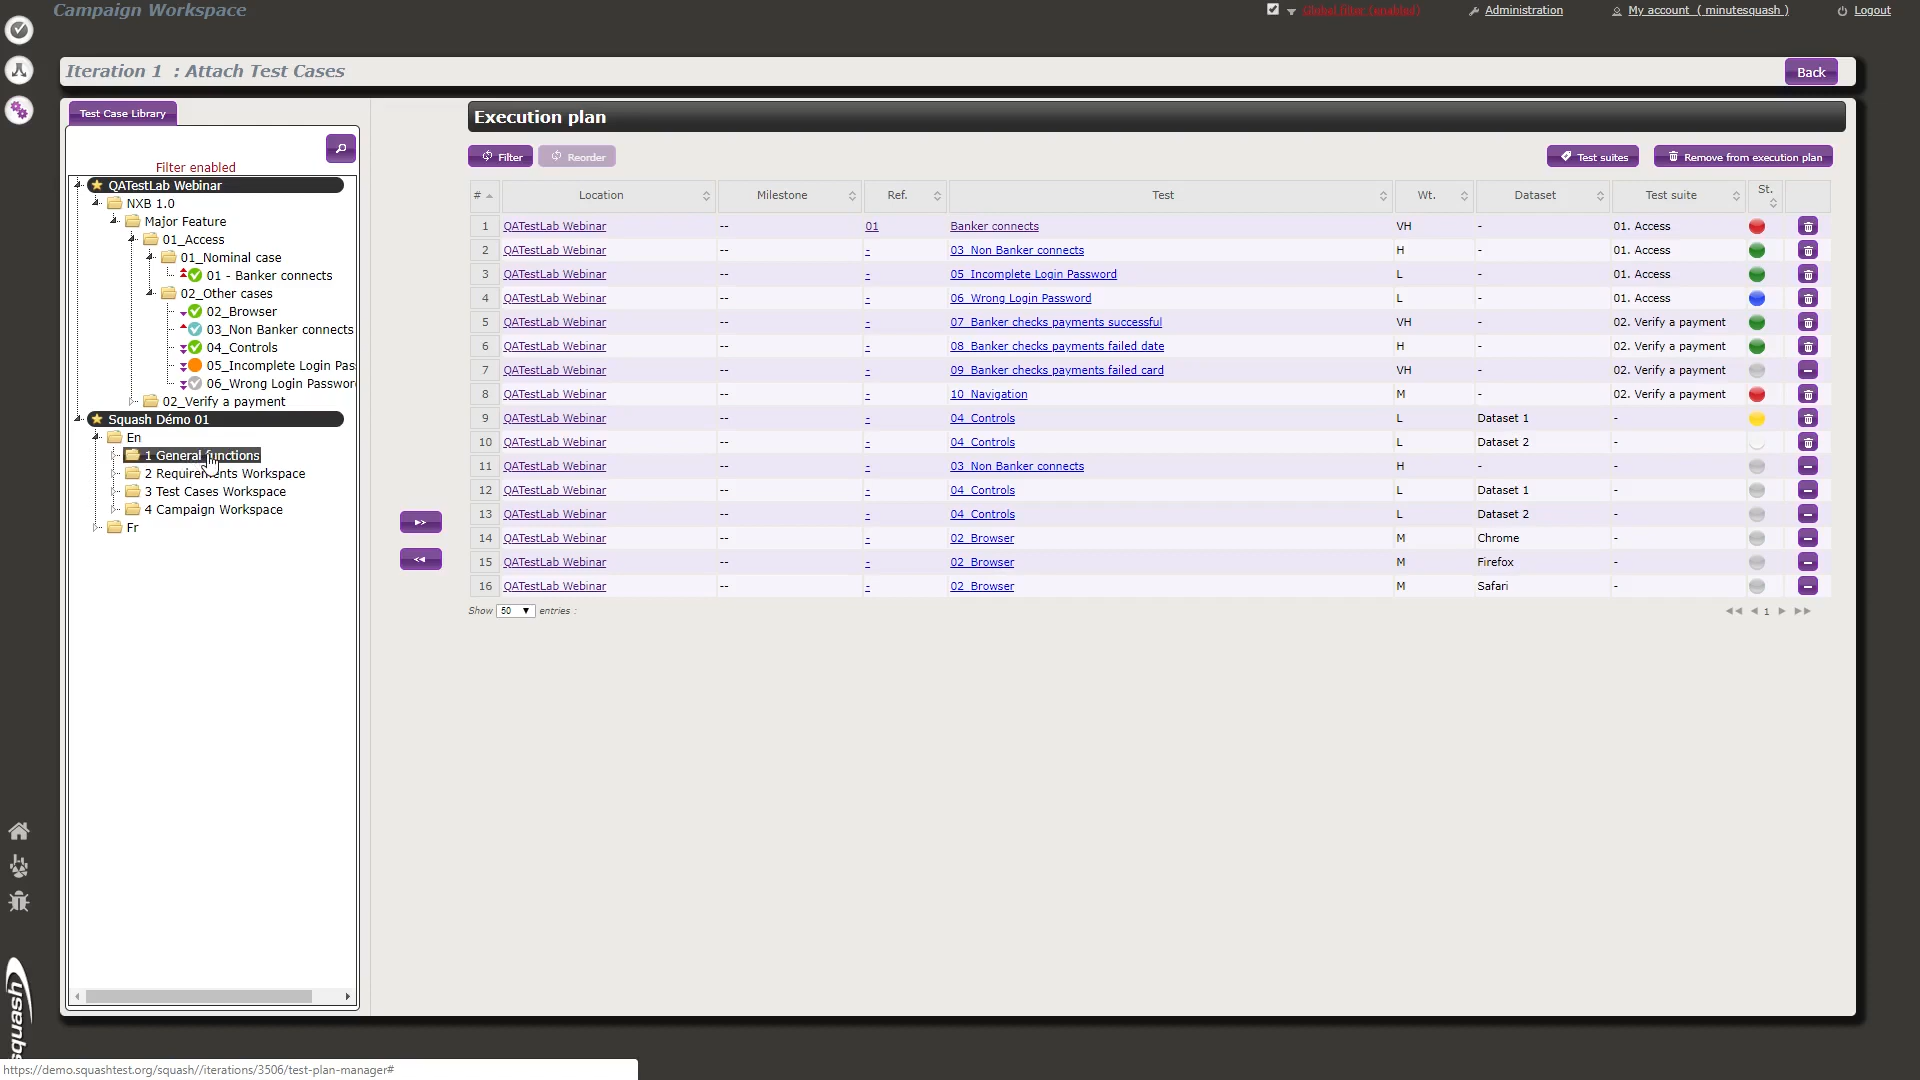 Campaign Workspace
Global filter (enabled)
Administration
My account ( minutesquash )
Logout
Iteration 1 : Attach Test Cases
Back
Test Case Library
Filter enabled
QATestLab Webinar
NXB 1.0
Major Feature
01_Access
01_Nominal case
01 - Banker connects
02_Other cases
02_Browser
03_Non Banker connects
04_Controls
05_Incomplete Login Pas
06_Wrong Login Passwor
02_Verify a payment
Squash Démo 01
En
1 General functions
2 Requirements Workspace
3 Test Cases Workspace
4 Campaign Workspace
Fr
Execution plan
Filter
Reorder
Test suites
Remove from execution plan
# Location Milestone Ref. Test Wt. Dataset Test suite St.
1 QATestLab Webinar -- 01 Banker connects VH - 01. Access
2 QATestLab Webinar -- - 03_Non Banker connects H - 01. Access
3 QATestLab Webinar -- - 05_Incomplete Login Password L - 01. Access
4 QATestLab Webinar -- - 06_Wrong Login Password L - 01. Access
5 QATestLab Webinar -- - 07_Banker checks payments successful VH - 02. Verify a payment
6 QATestLab Webinar -- - 08_Banker checks payments failed date H - 02. Verify a payment
7 QATestLab Webinar -- - 09_Banker checks payments failed card VH - 02. Verify a payment
8 QATestLab Webinar -- - 10_Navigation M - 02. Verify a payment
9 QATestLab Webinar -- - 04_Controls L Dataset 1 -
10 QATestLab Webinar -- - 04_Controls L Dataset 2 -
11 QATestLab Webinar -- - 03_Non Banker connects H - -
12 QATestLab Webinar -- - 04_Controls L Dataset 1 -
13 QATestLab Webinar -- - 04_Controls L Dataset 2 -
14 QATestLab Webinar -- - 02_Browser M Chrome -
15 QATestLab Webinar -- - 02_Browser M Firefox -
16 QATestLab Webinar -- - 02_Browser M Safari -
Show 50 entries :
1
squash
https://demo.squashtest.org/squash//iterations/3506/test-plan-manager#